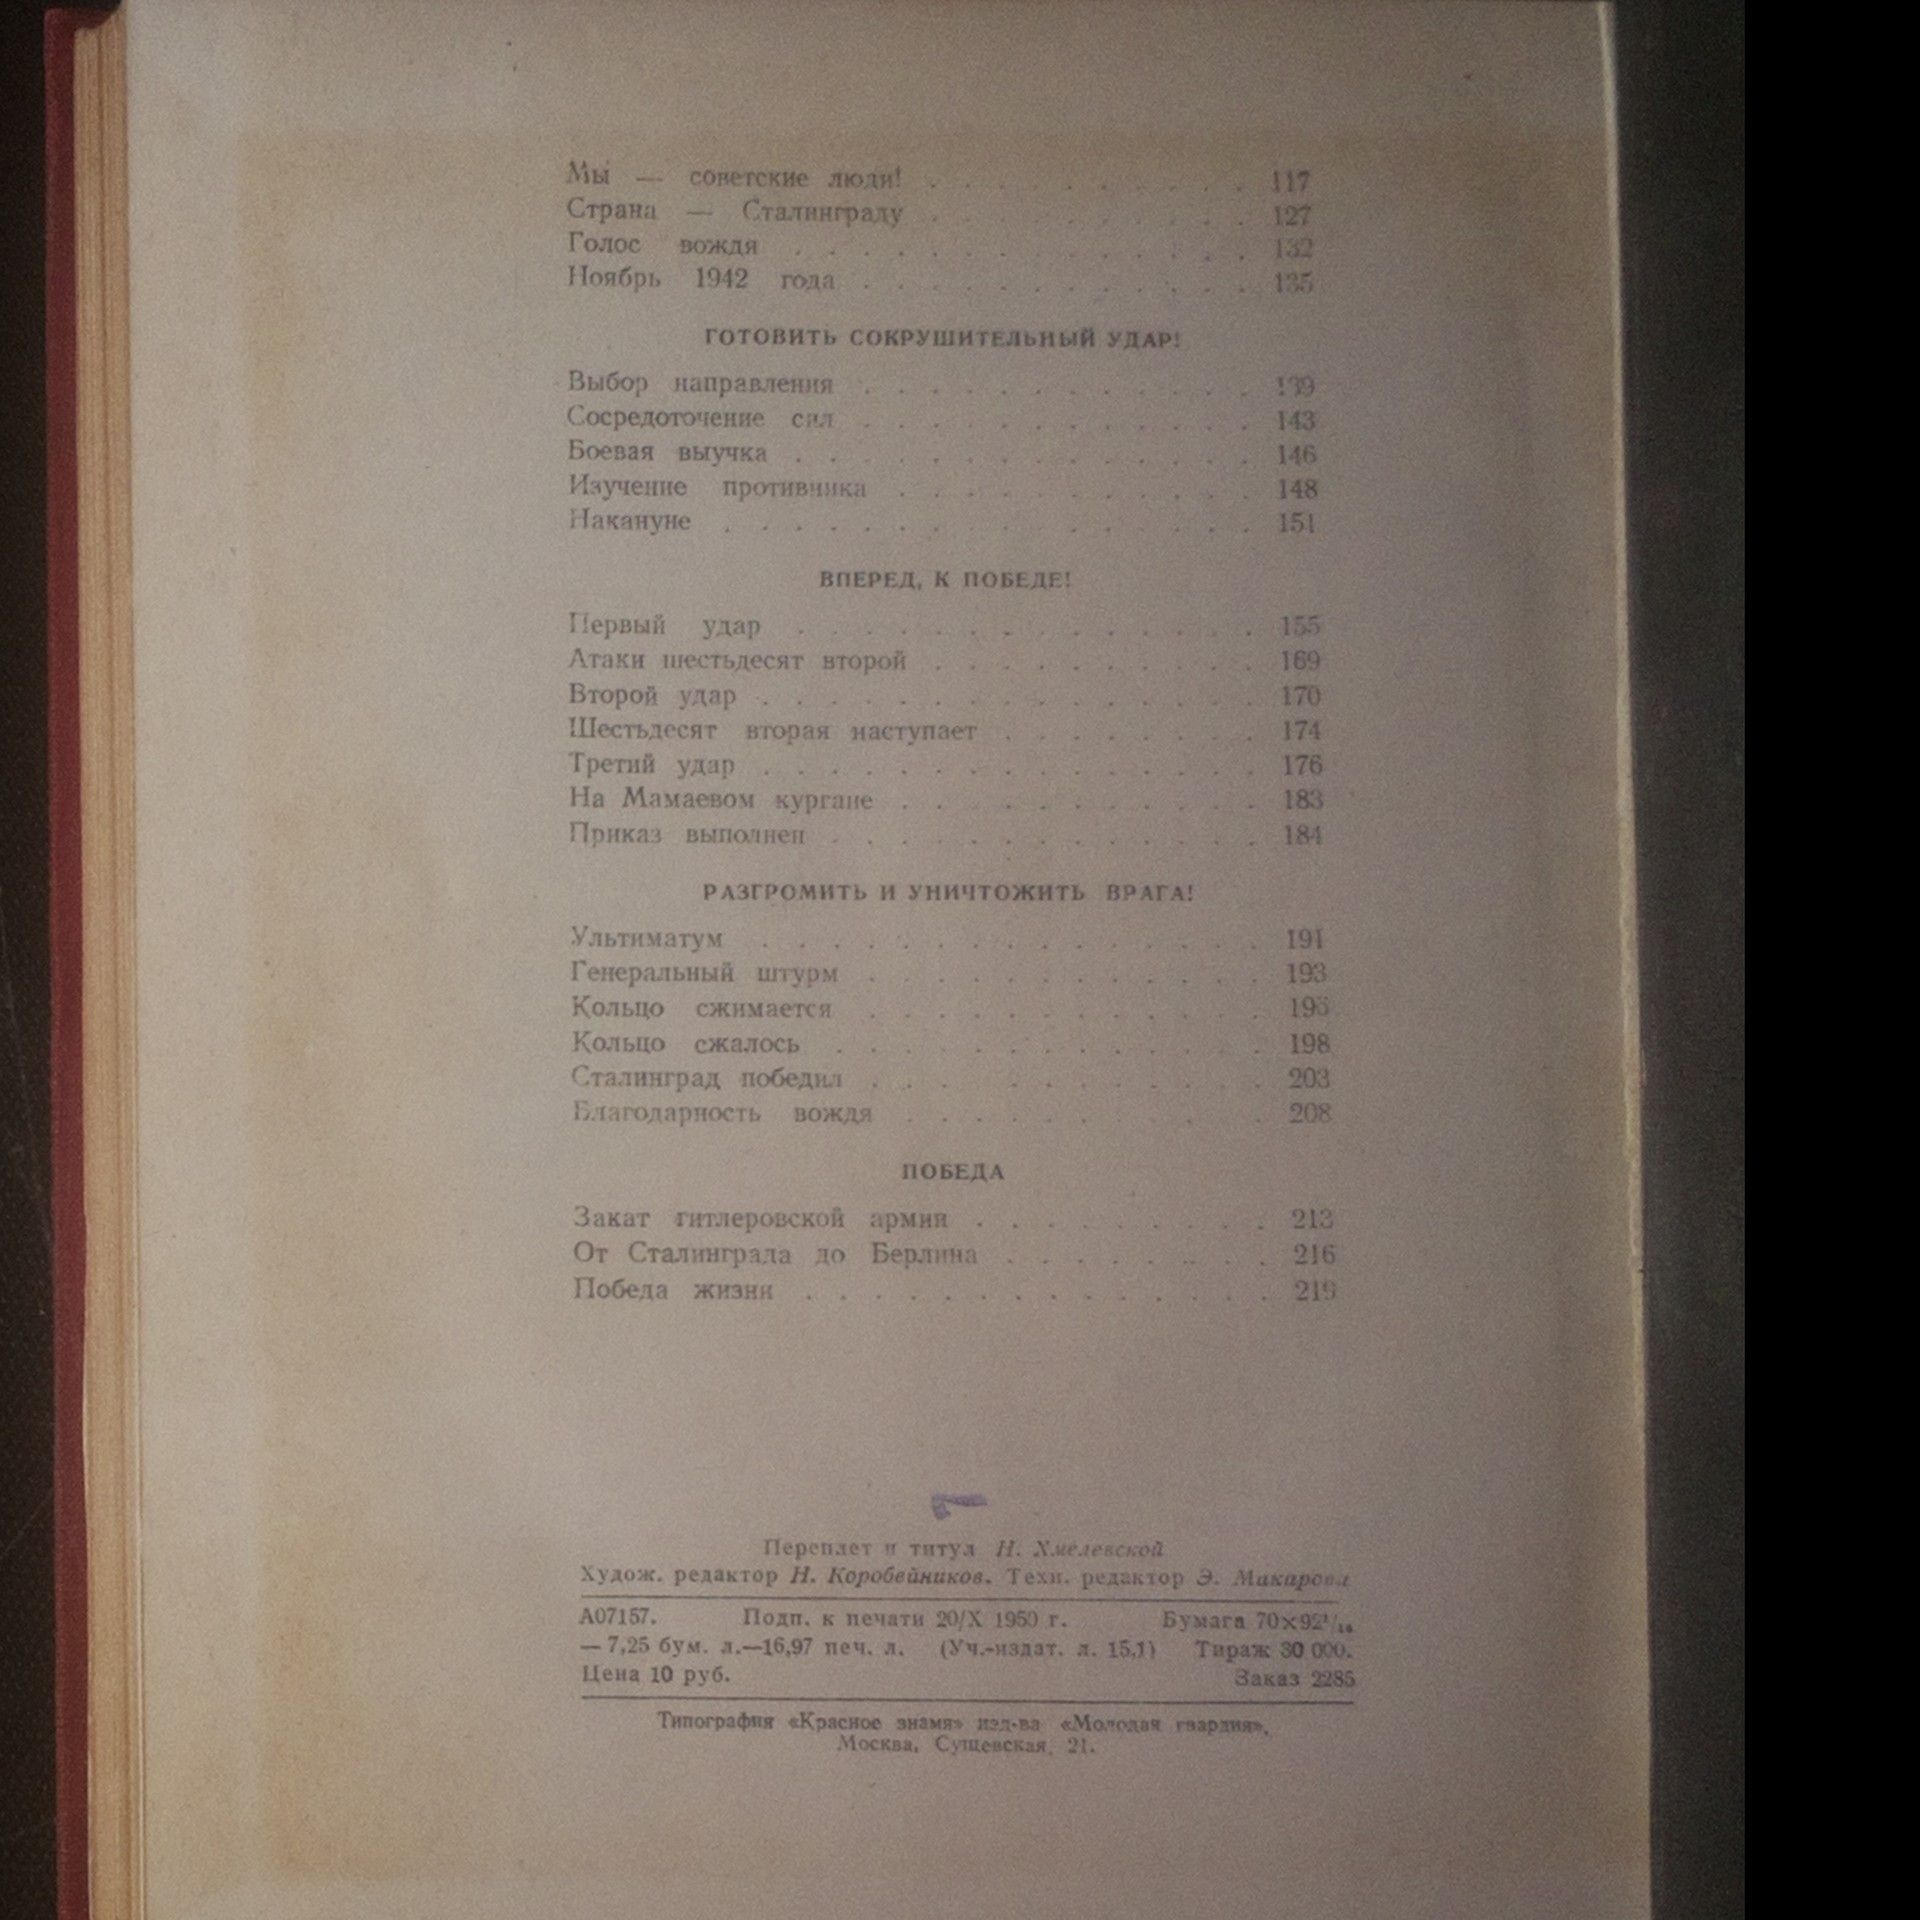 Мы — советские люди! . . . . . . . . . . 117
Страна — Сталинграду . . . . . . . . . . 127
Голос вождя . . . . . . . . . . . . . . 132
Ноябрь 1942 года . . . . . . . . . . . . 135
ГОТОВИТЬ СОКРУШИТЕЛЬНЫЙ УДАР!
Выбор направления . . . . . . . . . . . . 139
Сосредоточение сил . . . . . . . . . . . . 143
Боевая выучка . . . . . . . . . . . . . . 146
Изучение противника . . . . . . . . . . . 148
Накануне . . . . . . . . . . . . . . . 151
ВПЕРЕД, К ПОБЕДЕ!
Первый удар . . . . . . . . . . . . . . 155
Атаки шестьдесят второй . . . . . . . . . . 169
Второй удар . . . . . . . . . . . . . . . 170
Шестьдесят вторая наступает . . . . . . . . 174
Третий удар . . . . . . . . . . . . . . . 176
На Мамаевом кургане . . . . . . . . . . . 183
Приказ выполнен . . . . . . . . . . . . . 184
РАЗГРОМИТЬ И УНИЧТОЖИТЬ ВРАГА!
Ультиматум . . . . . . . . . . . . . . . 191
Генеральный штурм . . . . . . . . . . . . 193
Кольцо сжимается . . . . . . . . . . . .
Кольцо сжалось . . . . . . . . . . . . . 198
Сталинград победил . . . . . . . . . . . . 203
Благодарность вождя . . . . . . . . . . . 208
ПОБЕДА
Закат гитлеровской армии . . . . . . . . . 213
От Сталинграда до Берлина . . . . . . . . 216
Победа жизни . . . . . . . . . . . . . . 219
Переплет и титул Н. Хмелевской
Худож. редактор Н. Коробейников. Техн. редактор Э. Макарова
А07157. Подп. к печати 20/X 1950 г. Бумага 70×92¹/₁₆
— 7,25 бум. л.—16,97 печ. л. (Уч.-издат. л. 15,1) Тираж 30 000.
Цена 10 руб. Заказ 2285
Типография «Красное знамя» изд-ва «Молодая гвардия»,
Москва, Сущевская, 21.